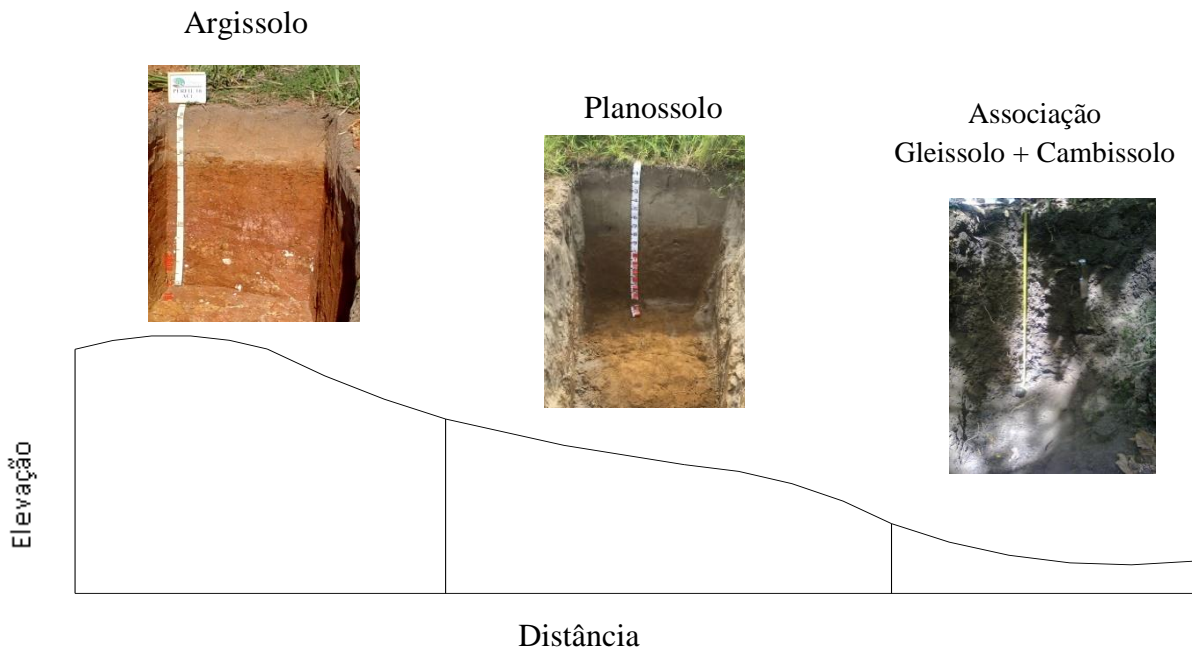 Argissolo
Planossolo
Associação
Gleissolo + Cambissolo
Elevação
Distância